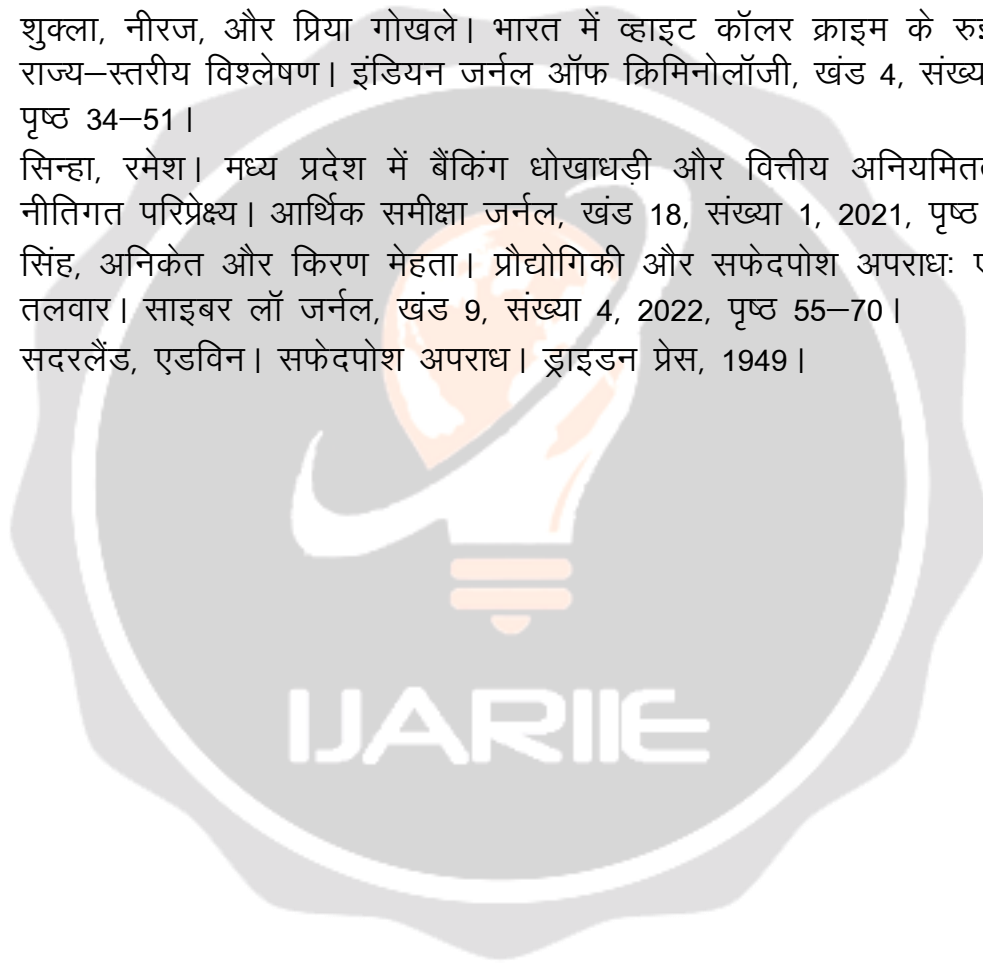 शुक्ला, नीरज, और प्रिया गोखले। भारत में व्हाइट कॉलर क्राइम के
राज्य–स्तरीय विश्लेषण। इंडियन जर्नल ऑफ क्रिमिनोलॉजी, खंड 4,
पृष्ठ 34–51।
सिन्हा, रमेश। मध्य प्रदेश में बैंकिंग धोखाधड़ी और वित्तीय
नीतिगत परिप्रेक्ष्य। आर्थिक समीक्षा जर्नल, खंड 18, संख्या 1, 2021, पृष्ठ
सिंह, अनिकेत और किरण मेहता। प्रौद्योगिकी और सफेदपोश अपराधः
तलवार। साइबर लॉ जर्नल, खंड 9, संख्या 4, 2022, पृष्ठ 55–70।
सदरलैंड, एडविन। सफेदपोश अपराध। ड्राइडन प्रेस, 1949।
IJARIIE